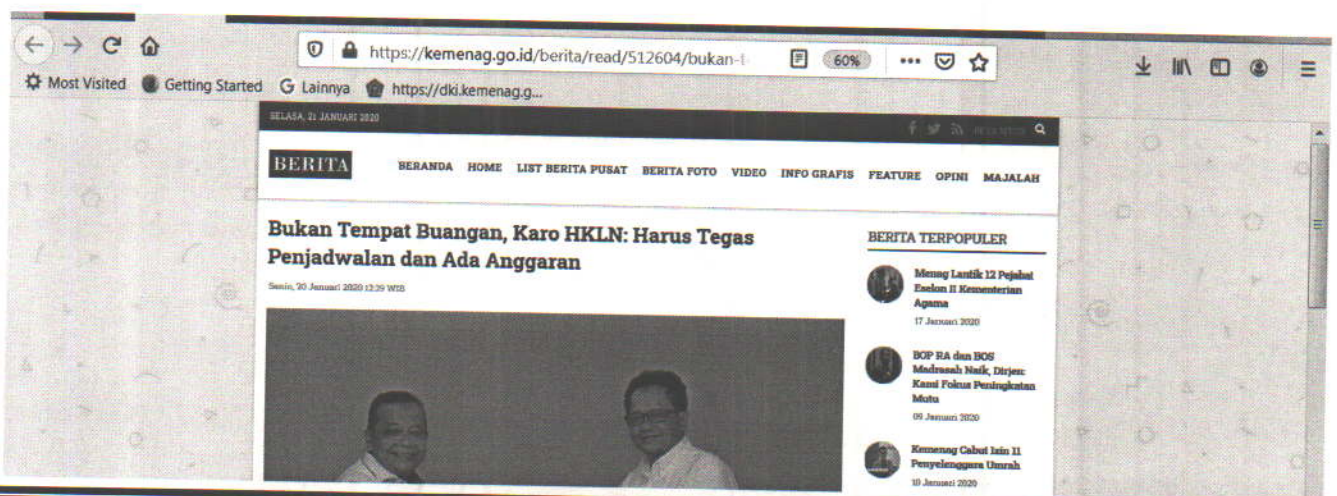 https://kemenag.go.id/berita/read/512604/bukan-t
60%
Most Visited
Getting Started
Lainnya
https://dki.kemenag.g...
SELASA, 21 JANUARI 2020
BERITA
BERANDA HOME LIST BERITA PUSAT BERITA FOTO VIDEO INFO GRAFIS FEATURE OPINI MAJALAH
Bukan Tempat Buangan, Karo HKLN: Harus Tegas
Penjadwalan dan Ada Anggaran
Senin, 20 Januari 2020 12:39 WIB
BERITA TERPOPULER
Menag Lantik 12 Pejabat
Eselon II Kementerian
Agama
17 Januari 2020
BOP RA dan BOS
Madrasah Naik, Dirjen:
Kami Fokus Peningkatan
Mutu
09 Januari 2020
Kemenag Cabut Izin 11
Penyelenggara Umrah
10 Januari 2020